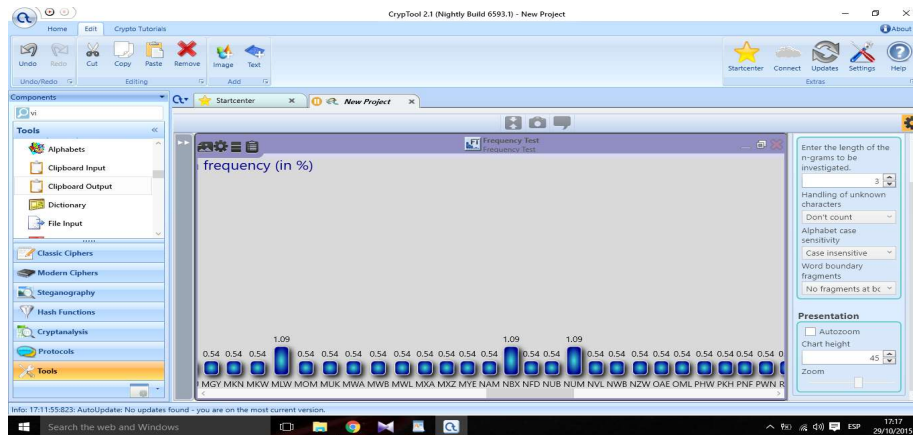 CrypTool 2.1 (Nightly Build 6593.1) - New Project
Home Edit Crypto Tutorials
About
Undo Redo Cut Copy Paste Remove Image Text
Startcenter Connect Updates Settings Help
Undo/Redo Editing Add Extras
Components
Startcenter New Project
vi
Tools
Frequency Test
Frequency Test
Alphabets
Clipboard Input
Clipboard Output
Dictionary
File Input
Classic Ciphers
Modern Ciphers
Steganography
Hash Functions
Cryptanalysis
Protocols
Tools
frequency (in %)
0.54 0.54 0.54 1.09 0.54 0.54 0.54 0.54 0.54 0.54 0.54 0.54 0.54 1.09 0.54 0.54 1.09 0.54 0.54 0.54 0.54 0.54 0.54 0.54 0.54 0.54
MGY MKN MKW MLW MOM MUK MWA MWB MWL MXA MXZ MYE NAM NBX NFD NUB NUM NVL NWB NZW OAE OML PHW PKH PNF PWN
Enter the length of the
n-grams to be
investigated.
3
Handling of unknown
characters
Don't count
Alphabet case
sensitivity
Case insensitive
Word boundary
fragments
No fragments at bc
Presentation
Autozoom
Chart height
45
Zoom
Info: 17:11:55:823: AutoUpdate: No updates found - you are on the most current version.
Search the web and Windows
ESP
17:17
29/10/2015